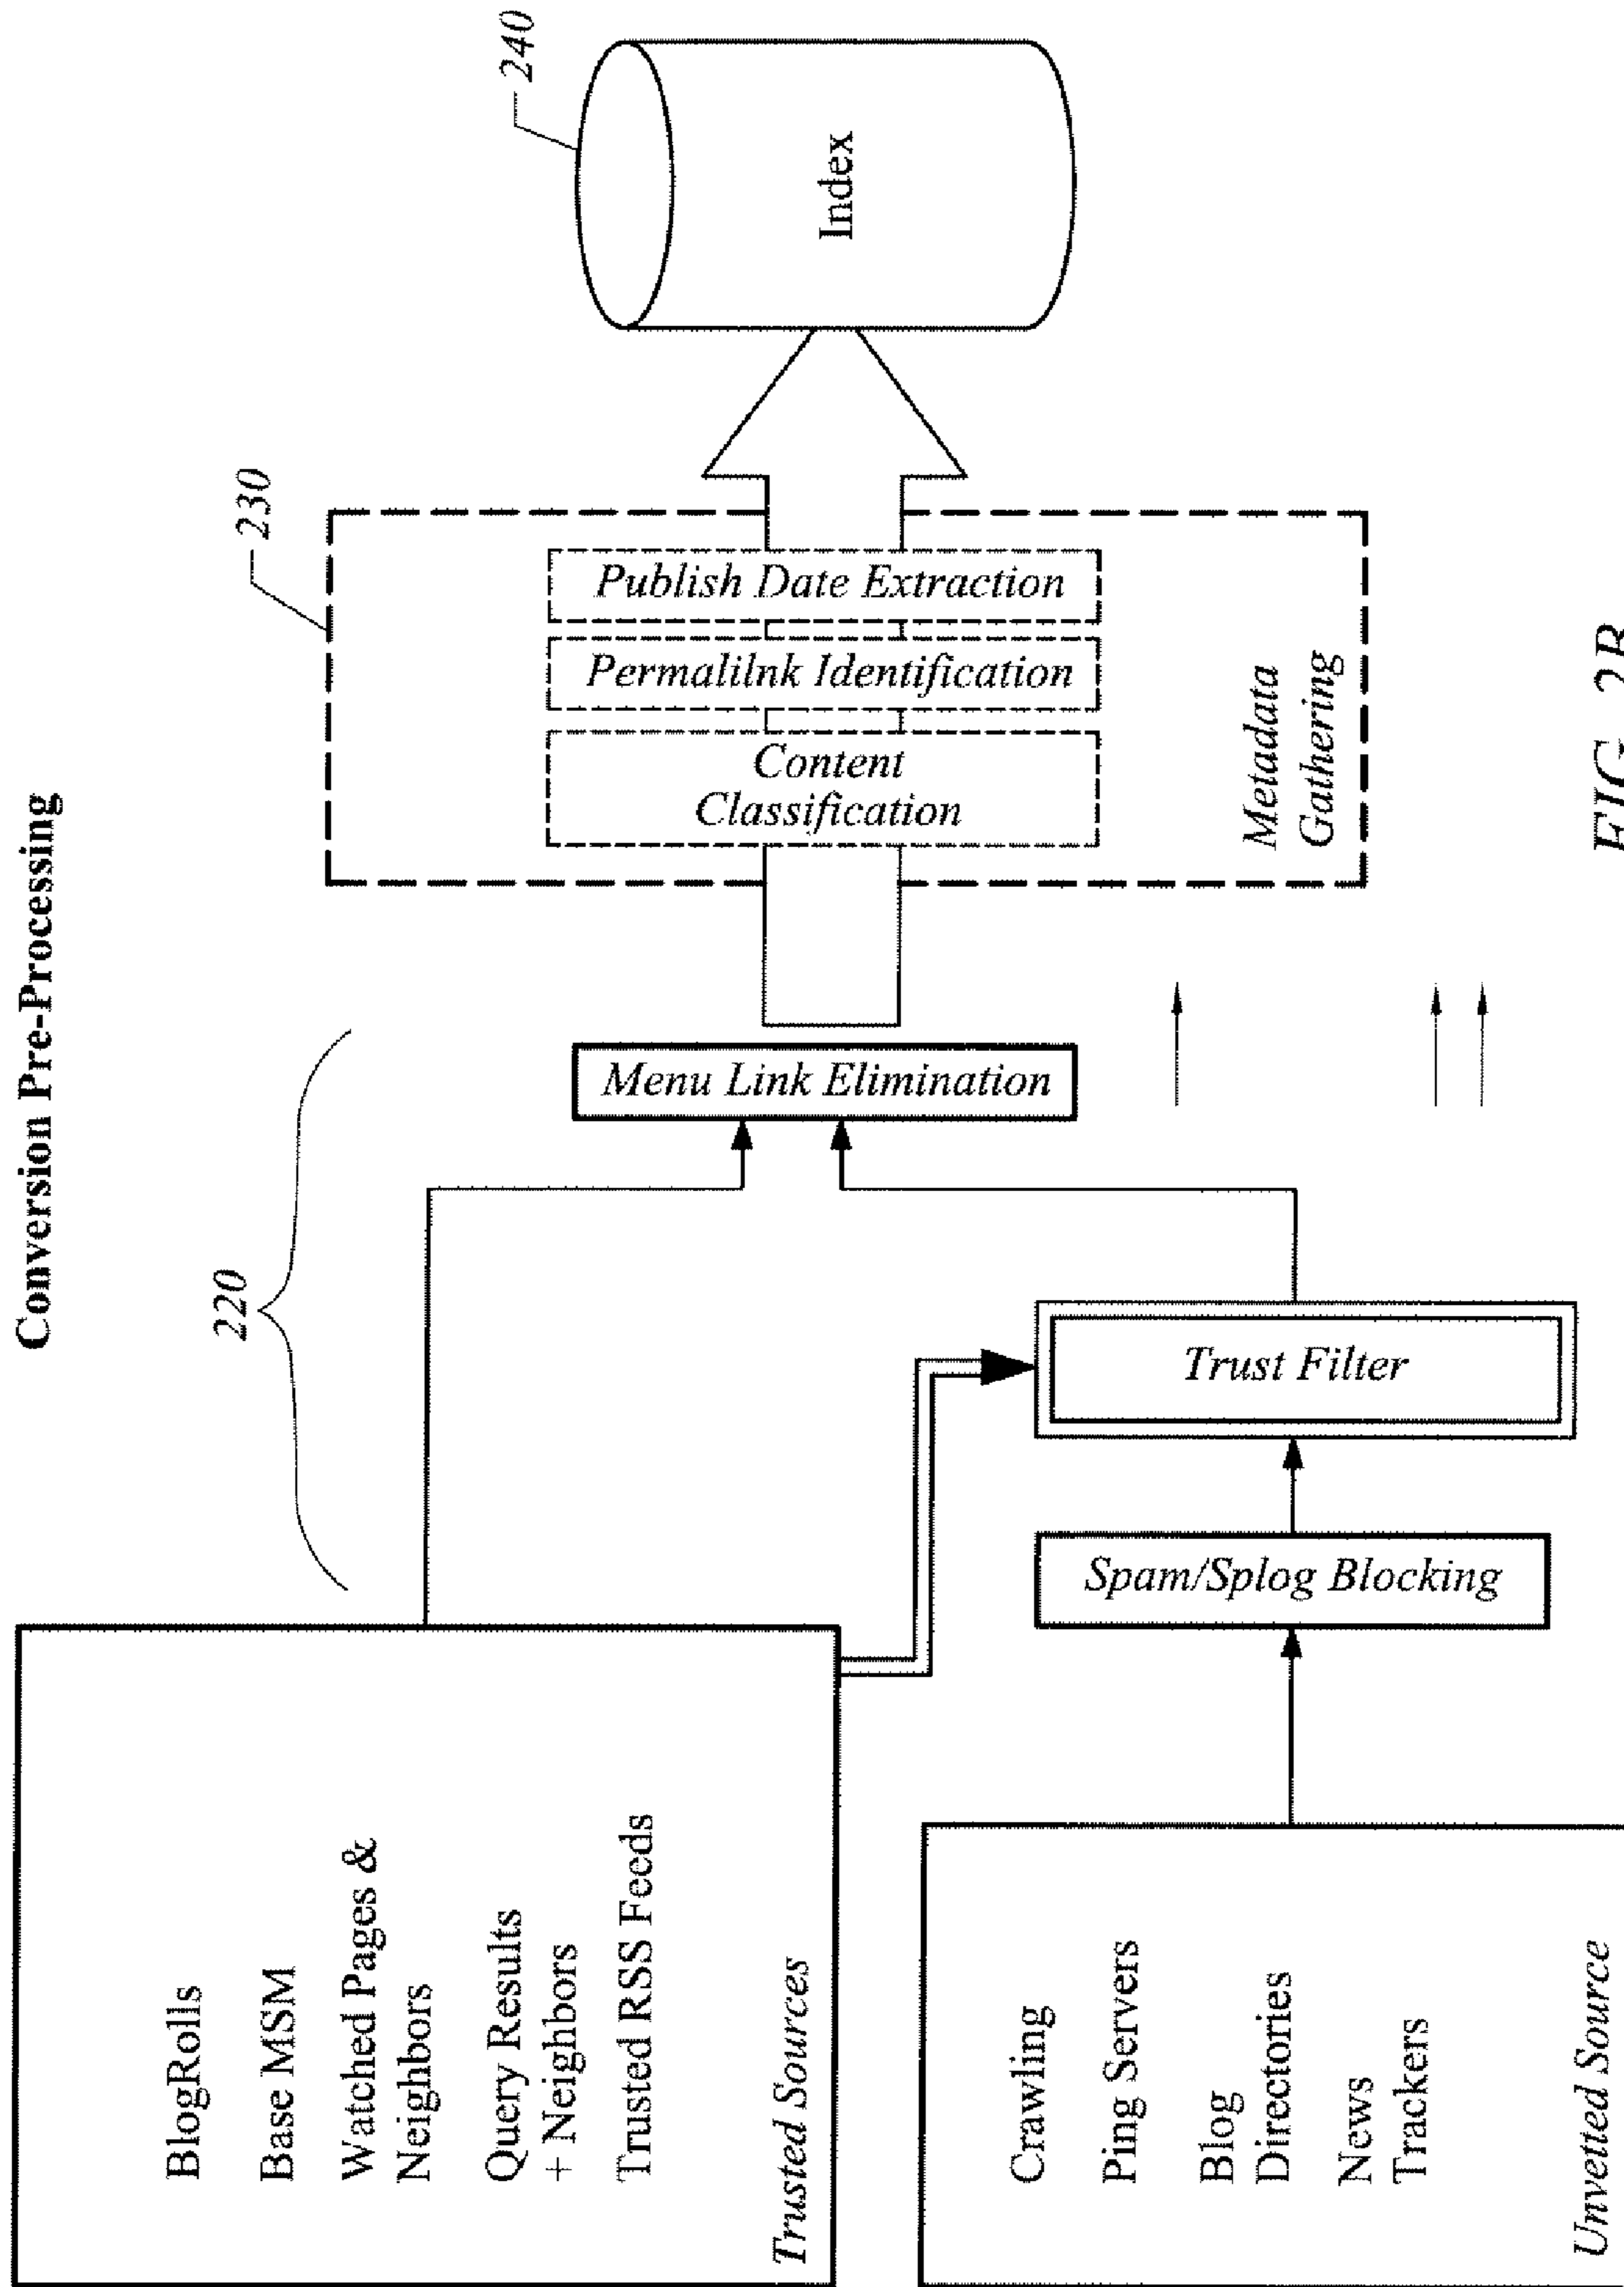 Conversion Pre-Processing
220
BlogRolls
Base MSM
Watched Pages &
Neighbors
Query Results
+ Neighbors
Trusted RSS Feeds
Trusted Sources
Crawling
Ping Servers
Blog
Directories
News
Trackers
Unvetted Source
Spam/Splog Blocking
Trust Filter
Menu Link Elimination
230
Content
Classification
Permalilnk Identification
Publish Date Extraction
Metadata
Gathering
240
Index
FIG. 2B